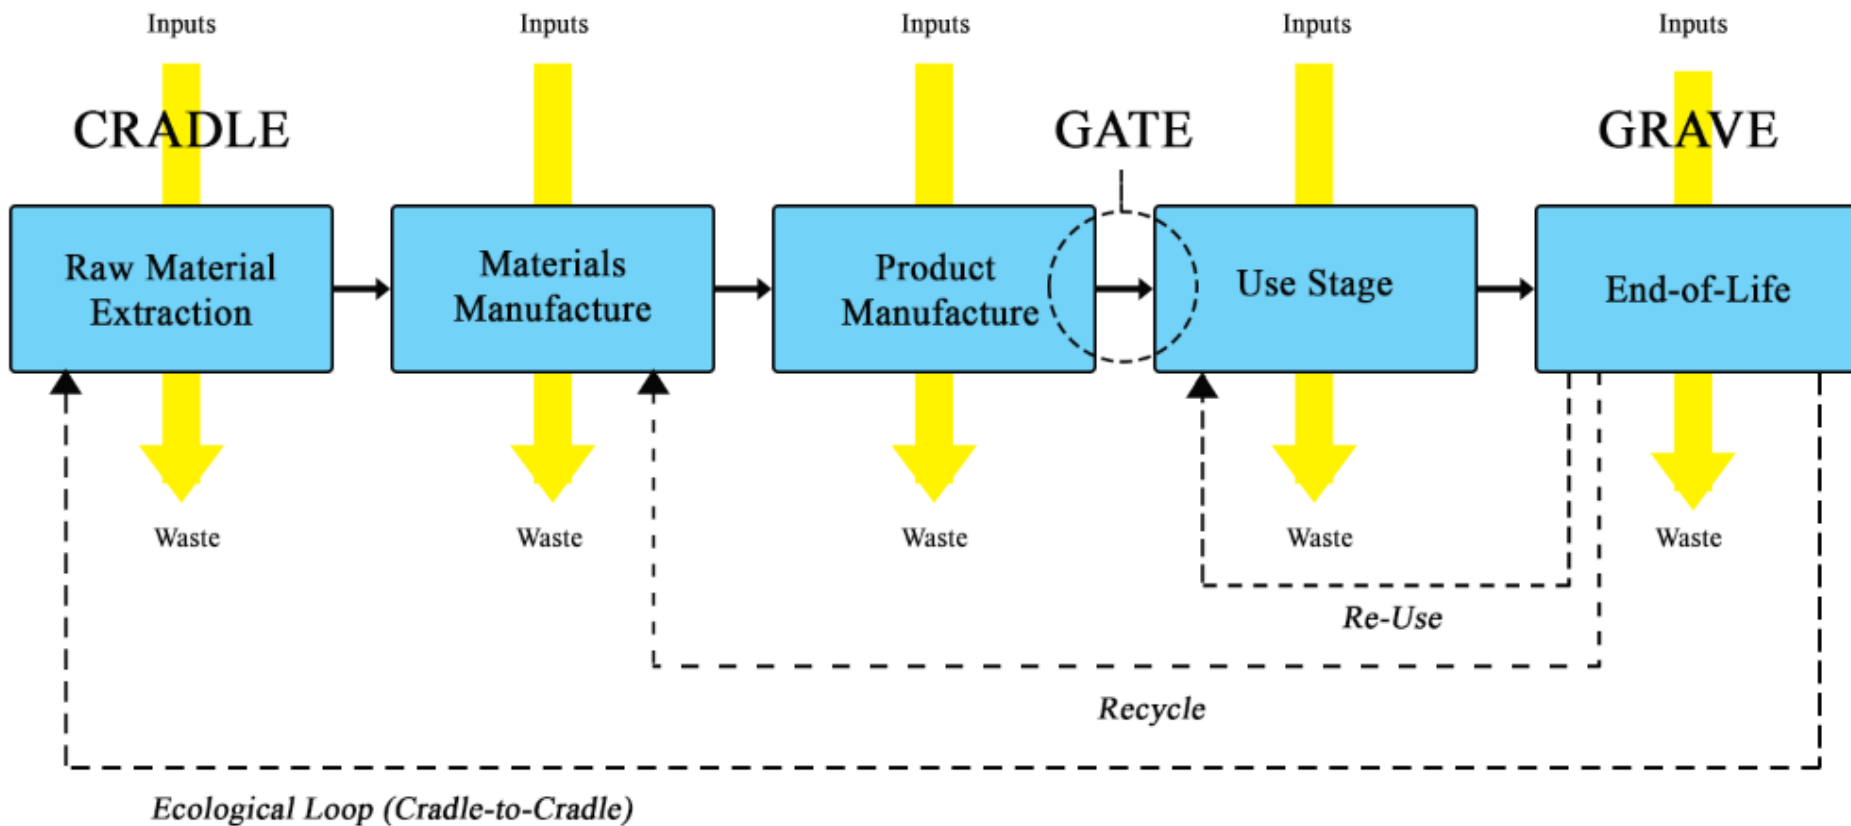 Inputs
Inputs
Inputs
Inputs
Inputs
CRADLE
GATE
GRAVE
Raw Material
Extraction
Materials
Manufacture
Product
Manufacture
Use Stage
End-of-Life
Waste
Waste
Waste
Waste
Waste
Re-Use
Recycle
Ecological Loop (Cradle-to-Cradle)